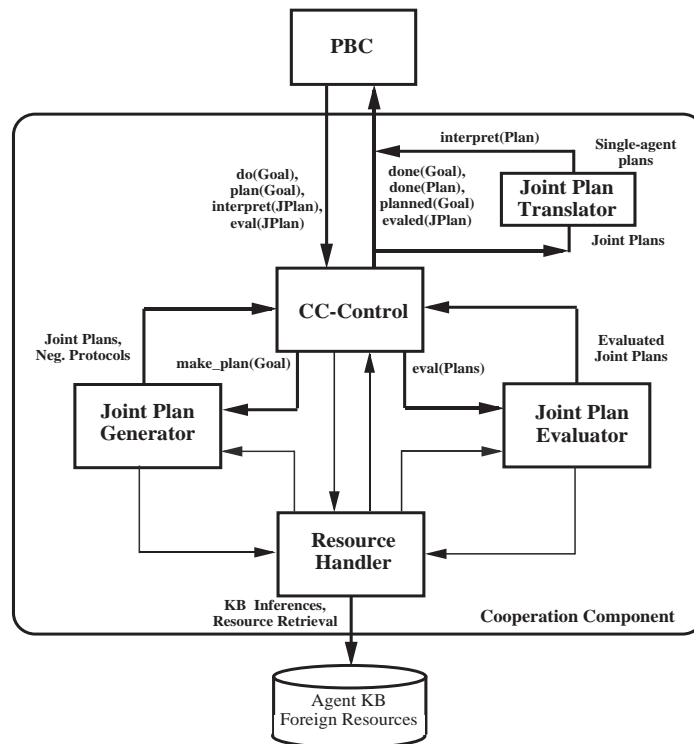 PBC
interpret(Plan)
Single-agent
plans
do(Goal),
plan(Goal),
interpret(JPlan),
eval(JPlan)
done(Goal),
done(Plan),
planned(Goal)
evaled(JPlan)
Joint Plan
Translator
Joint Plans
CC-Control
Joint Plans,
Neg. Protocols
make_plan(Goal)
eval(Plans)
Evaluated
Joint Plans
Joint Plan
Generator
Joint Plan
Evaluator
Resource
Handler
KB Inferences,
Resource Retrieval
Cooperation Component
Agent KB
Foreign Resources